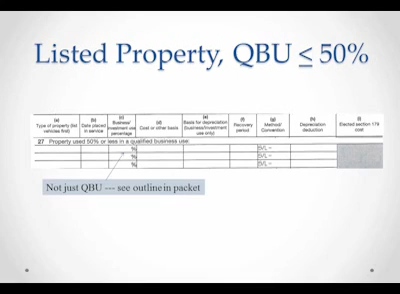 Listed Property, QBU ≤ 50%
(a) Type of property (list vehicles first)
(b) Date placed in service
(c) Business/ investment use percentage
(d) Cost or other basis
(e) Basis for depreciation (business/investment use only)
(f) Recovery period
(g) Method/ Convention
(h) Depreciation deduction
(i) Elected section 179 cost
27 Property used 50% or less in a qualified business use:
% S/L –
% S/L –
% S/L –
Not just QBU --- see outline in packet